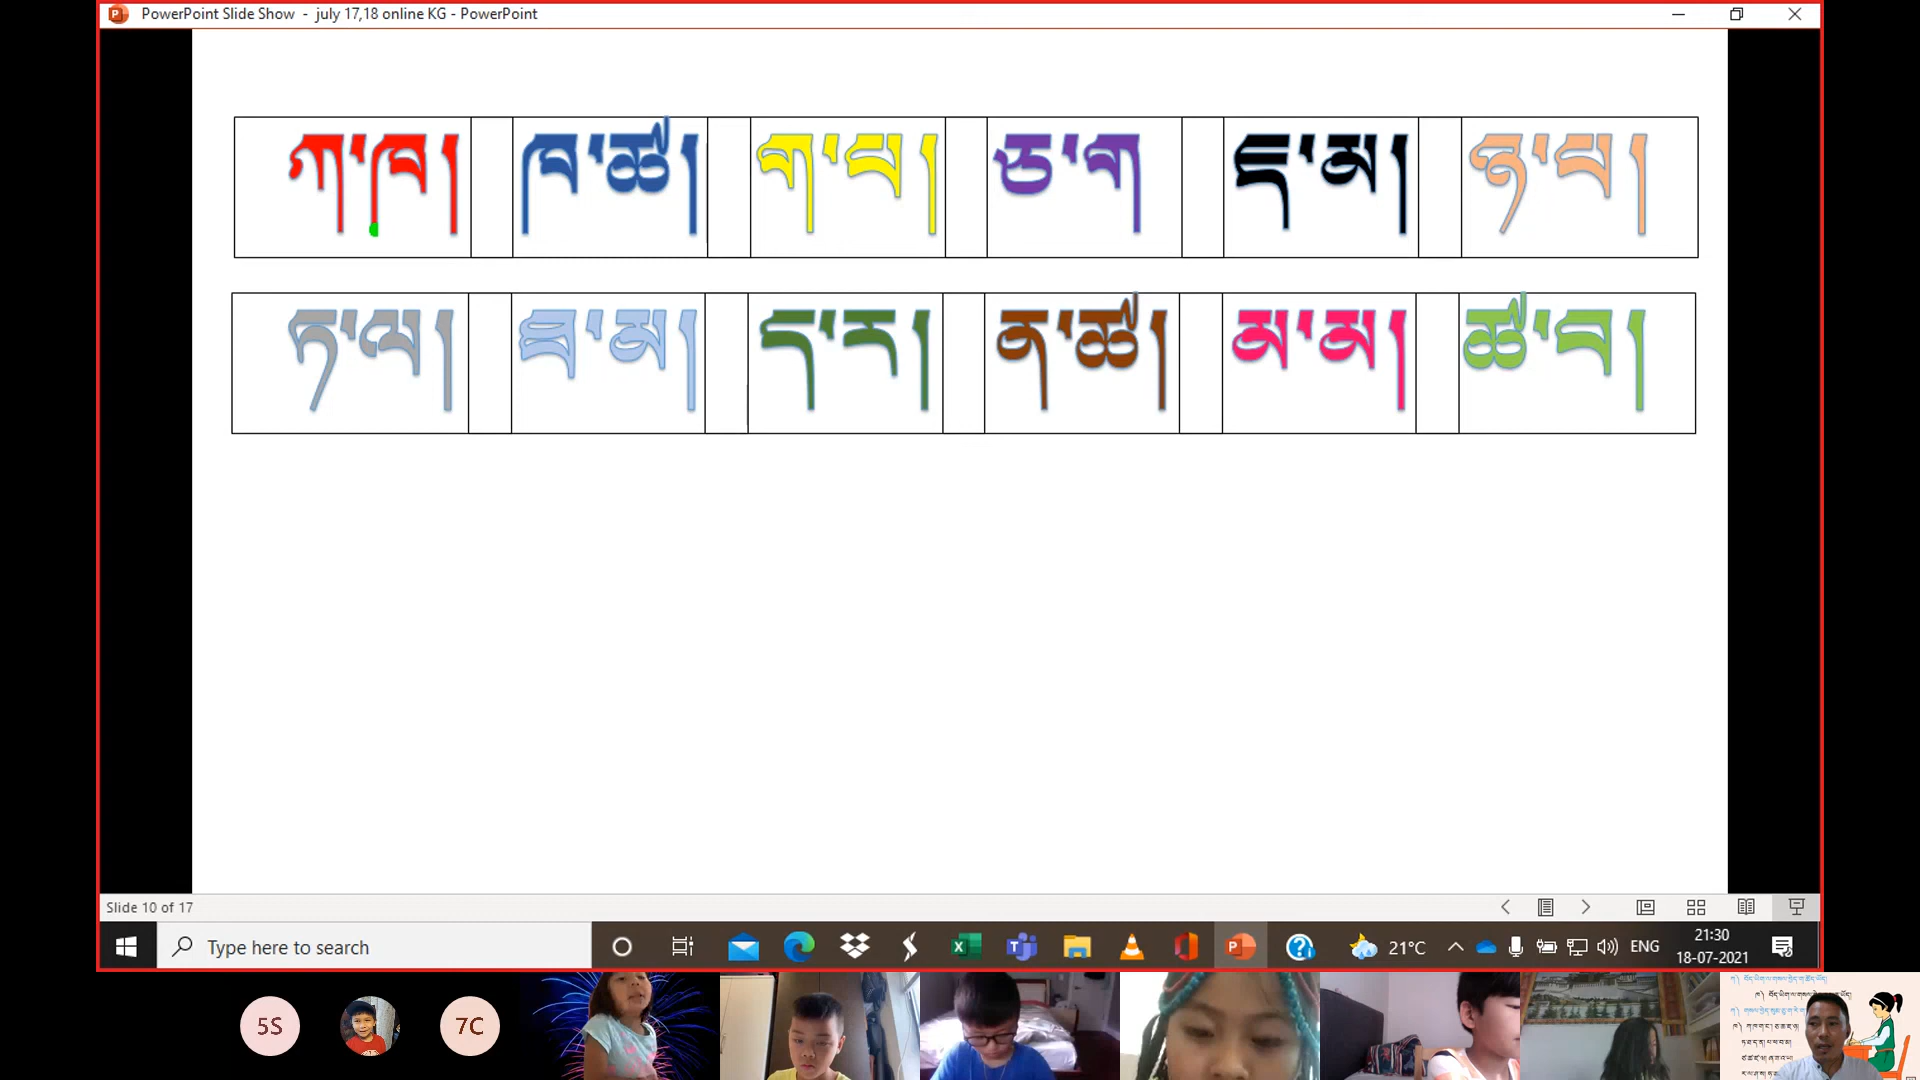 PowerPoint Slide Show - july 17,18 online KG - PowerPoint
ཀ་ཁ། ཁ་ཚ། ག་པ། ཅ་ག ཇ་མ། ཉ་པ།
ཏ་ལ། ཐ་མ། ད་ར། ན་ཚ། མ་མ། ཚ་བ།
Slide 10 of 17
Type here to search
21°C
ENG
21:30
18-07-2021
5S
7C